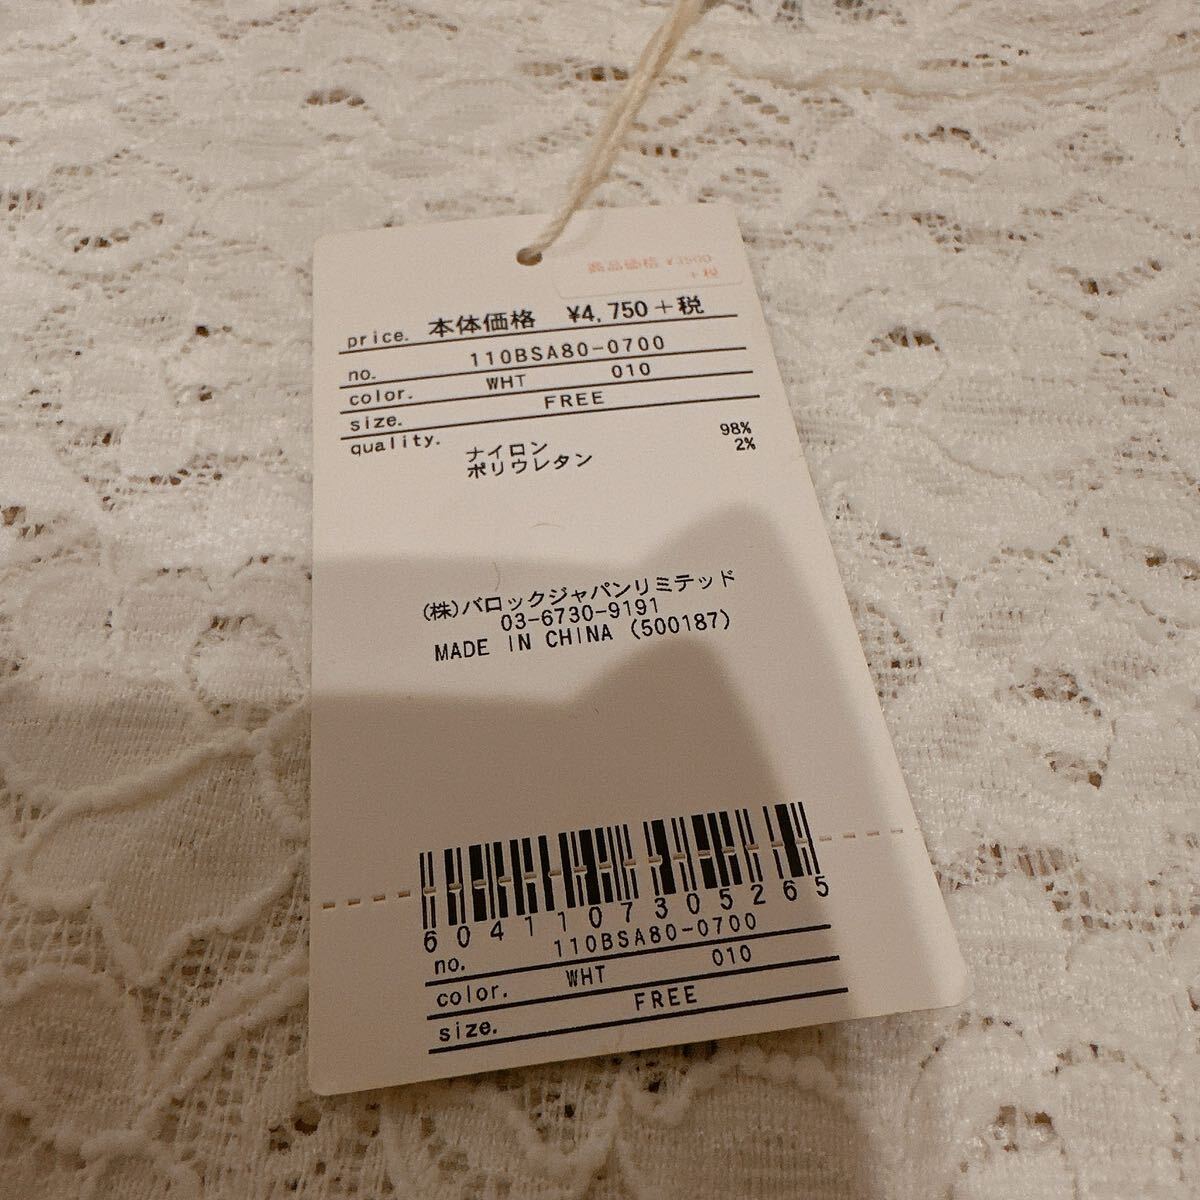 ¥3500
+税
price. 本体価格 ¥4,750+税
no. 110BSA80-0700
color. WHT 010
size. FREE
quality.
ナイロン 98%
ポリウレタン 2%
(株)バロックジャパンリミテッド
03-6730-9191
MADE IN CHINA (500187)
6041107305265
no. 110BSA80-0700
color. WHT 010
size. FREE